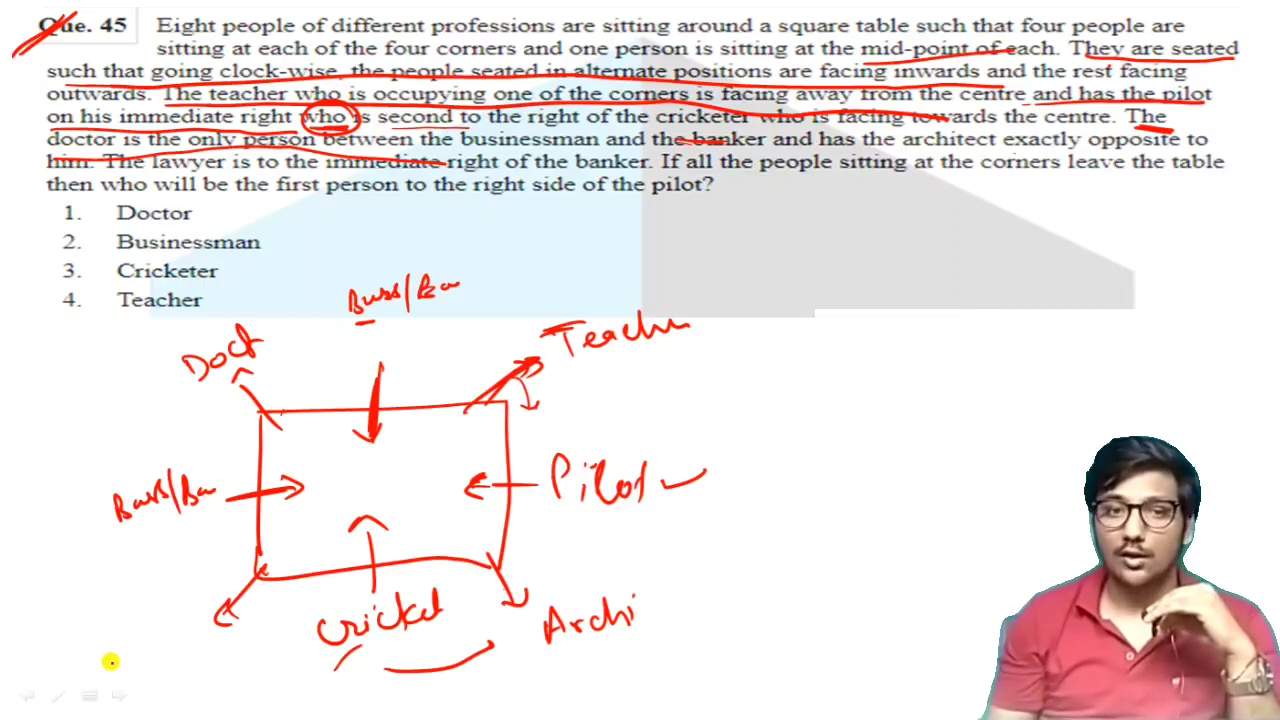 Que. 45 Eight people of different professions are sitting around a square table such that four people are
sitting at each of the four corners and one person is sitting at the mid-point of each. They are seated
such that going clock-wise, the people seated in alternate positions are facing inwards and the rest facing
outwards. The teacher who is occupying one of the corners is facing away from the centre and has the pilot
on his immediate right who is second to the right of the cricketer who is facing towards the centre. The
doctor is the only person between the businessman and the banker and has the architect exactly opposite to
him. The lawyer is to the immediate right of the banker. If all the people sitting at the corners leave the table
then who will be the first person to the right side of the pilot?
1. Doctor
2. Businessman
3. Cricketer
4. Teacher
Buss/Ba
Teacher
Doct
Buss/Ba
Pilot
Cricket
Archi